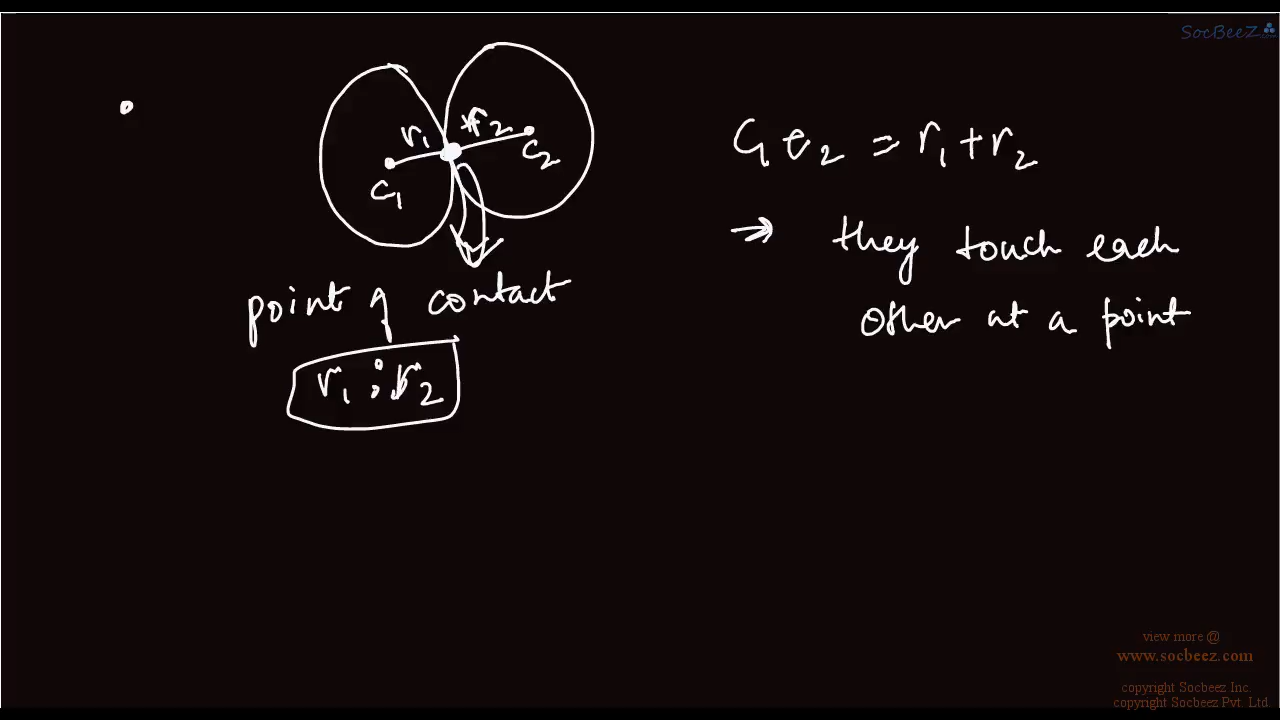 SocBeeZ
r₁ r₂
C₁ C₂
C₁C₂ = r₁+r₂
⇒ they touch each
other at a point
point of contact
r₁ : r₂
view more @
www.socbeez.com
copyright Socbeez Inc.
copyright Socbeez Pvt. Ltd.